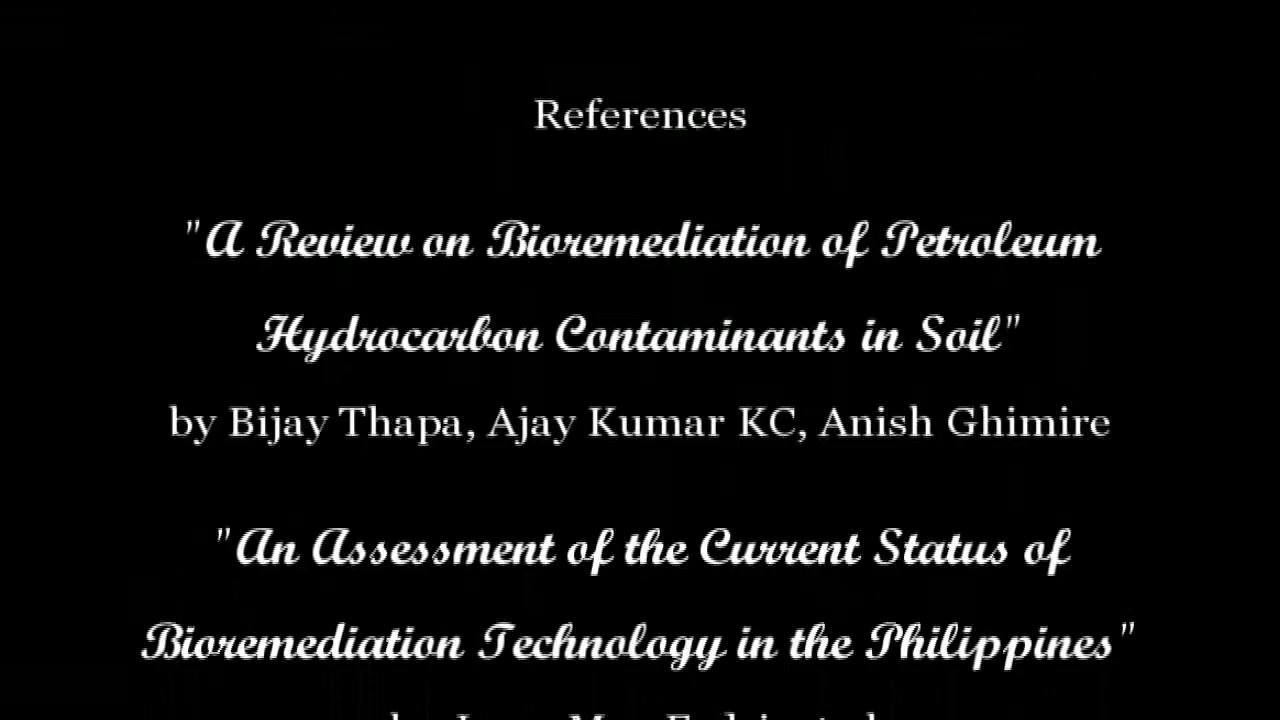 References
"A Review on Bioremediation of Petroleum
Hydrocarbon Contaminants in Soil"
by Bijay Thapa, Ajay Kumar KC, Anish Ghimire
"An Assessment of the Current Status of
Bioremediation Technology in the Philippines"
by